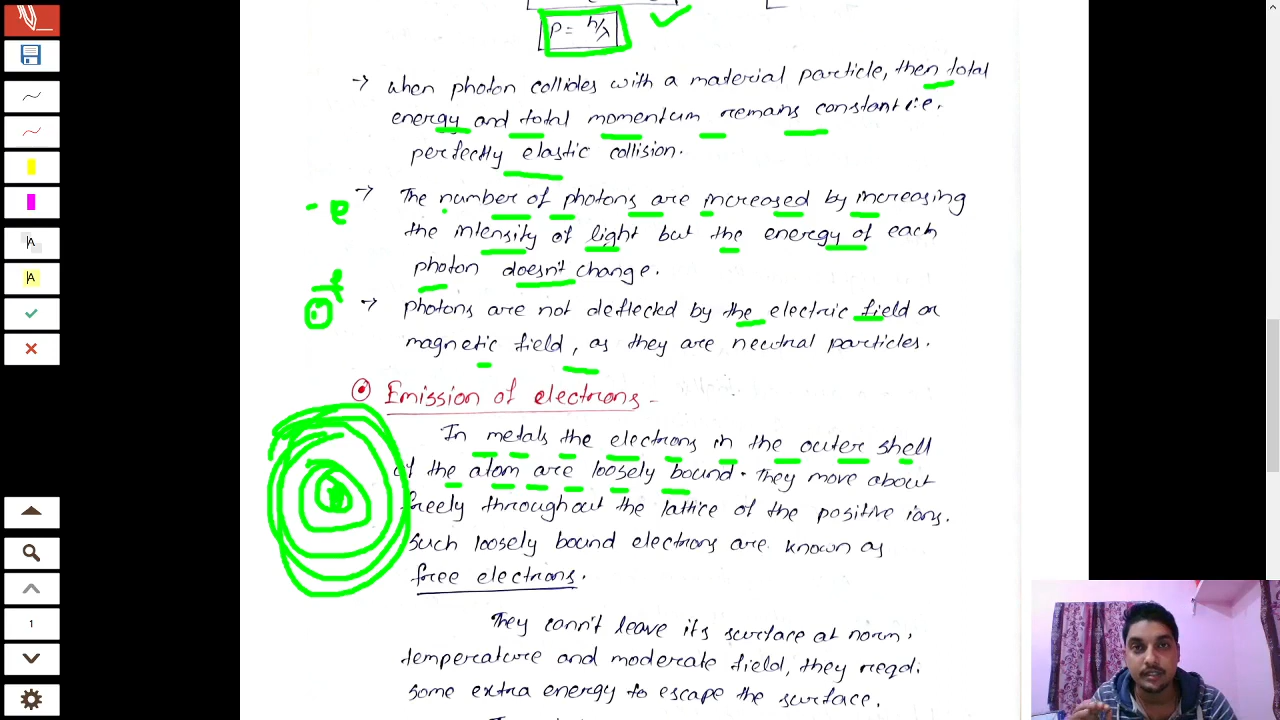 P = h/λ
→ When photon collides with a material particle, then total
energy and total momentum remains constant i.e.
perfectly elastic collision.
- e → The number of photons are increased by increasing
the intensity of light but the energy of each
photon doesn't change.
→ photons are not deflected by the electric field or
magnetic field, as they are neutral particles.
Emission of electrons -
In metals the electrons in the outer shell
of the atom are loosely bound. They move about
freely throughout the lattice of the positive ions.
Such loosely bound electrons are known as
free electrons.
They conn't leave its surface at norm.
temperature and moderate field, they reqd.
some extra energy to escape the surface.
A
A
1